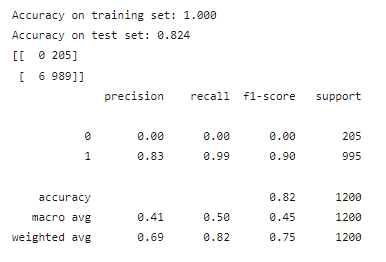 Accuracy on training set: 1.000
Accuracy on test set: 0.824
[[  0 205]
 [  6 989]]
              precision    recall  f1-score   support

           0       0.00      0.00      0.00       205
           1       0.83      0.99      0.90       995

    accuracy                           0.82      1200
   macro avg       0.41      0.50      0.45      1200
weighted avg       0.69      0.82      0.75      1200